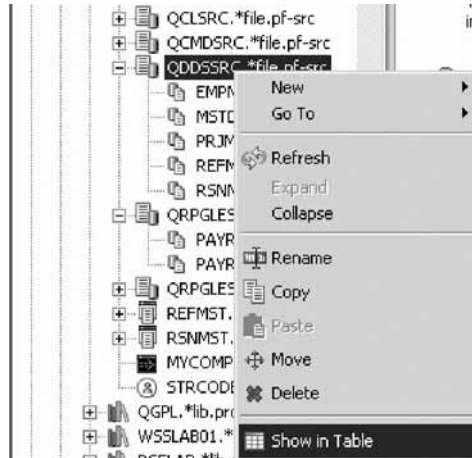 QCLSRC.*file.pf-src
QCMDSRC.*file.pf-src
QDDSSRC.*file.pf-src
EMPM
MSTD
PRJM
REFM
RSNM
QRPGLES
PAYR
PAYR
QRPGLES
REFMST.
RSNMST.
MYCOMP
STRCODE
QGPL.*lib.pro
WSSLAB01.*
New
Go To
Refresh
Expand
Collapse
Rename
Copy
Paste
Move
Delete
Show in Table